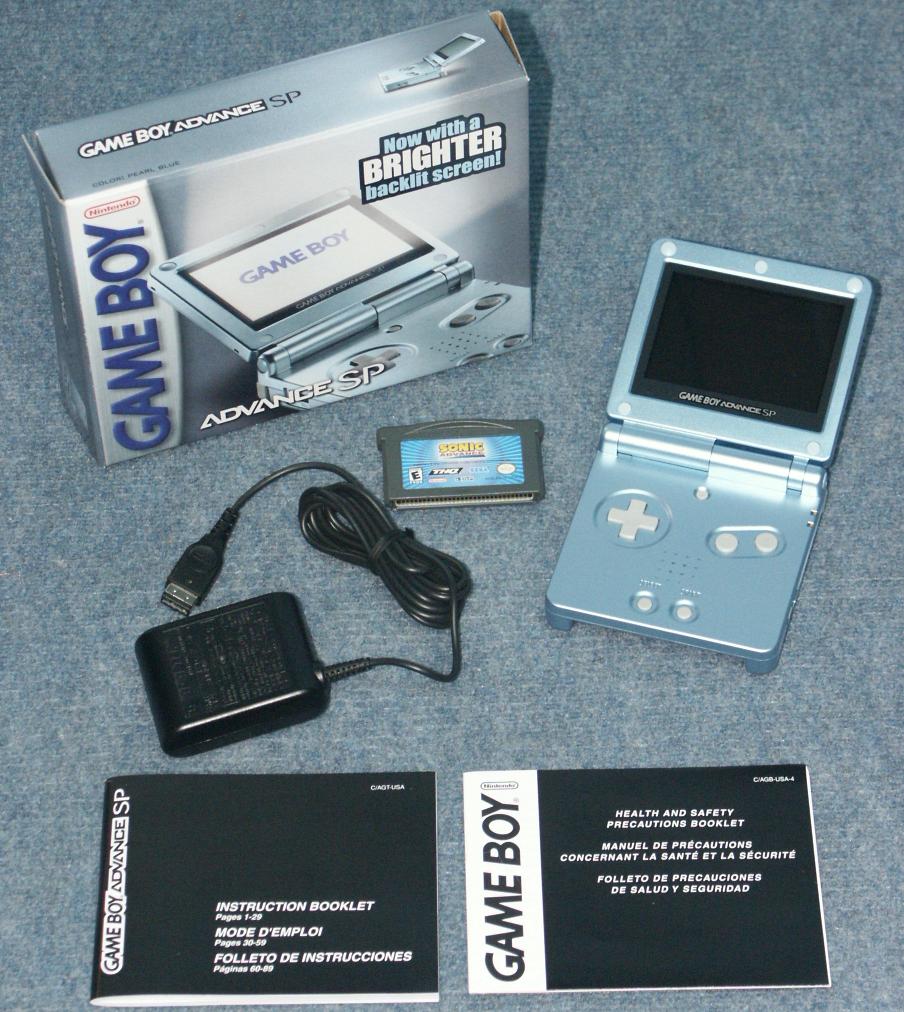 GAME BOY ADVANCE SP
COLOR: PEARL BLUE
Now with a
BRIGHTER
backlit screen!
Nintendo®
GAME BOY®
GAME BOY
GAME BOY ADVANCE SP
ADVANCE SP
GAME BOY ADVANCE SP
SONIC
ADVANCE
E
THQ
SEGA
START
C/AGT-USA
GAME BOY ADVANCE SP
INSTRUCTION BOOKLET
Pages 1-29
MODE D'EMPLOI
Pages 30-59
FOLLETO DE INSTRUCCIONES
Páginas 60-89
C/AGB-USA-4
Nintendo®
GAME BOY®
HEALTH AND SAFETY
PRECAUTIONS BOOKLET
MANUEL DE PRÉCAUTIONS
CONCERNANT LA SANTÉ ET LA SÉCURITÉ
FOLLETO DE PRECAUCIONES
DE SALUD Y SEGURIDAD